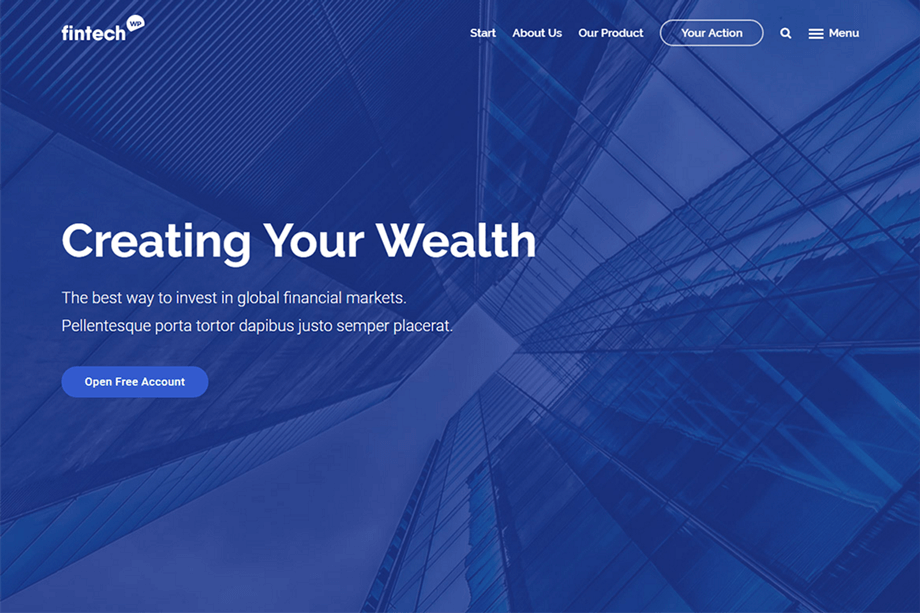 fintech WP
Start About Us Our Product Your Action Menu
Creating Your Wealth
The best way to invest in global financial markets.
Pellentesque porta tortor dapibus justo semper placerat.
Open Free Account